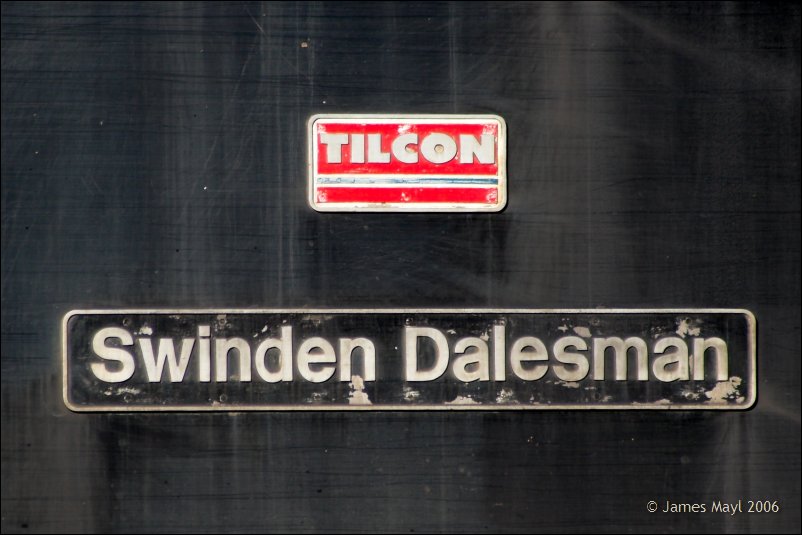 TILCON
Swinden Dalesman
© James Mayl 2006